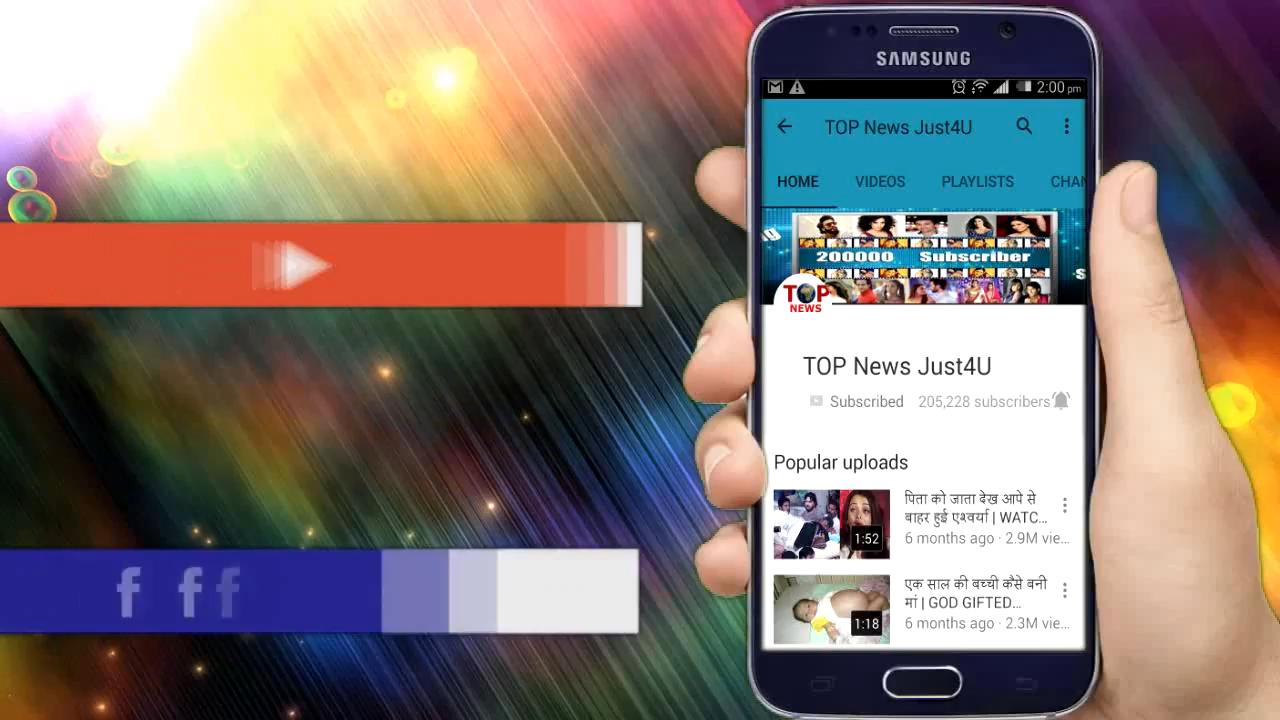 SAMSUNG
2:00 pm
TOP News Just4U
HOME VIDEOS PLAYLISTS CHAN
200000 Subscriber
TOP
NEWS
TOP News Just4U
Subscribed 205,228 subscribers
Popular uploads
पिता को जाता देख आपे से
बाहर हुई एश्वर्या | WATC...
1:52
6 months ago · 2.9M vie...
एक साल की बच्ची कैसे बनी
मां | GOD GIFTED...
1:18
6 months ago · 2.3M vie...
f f f